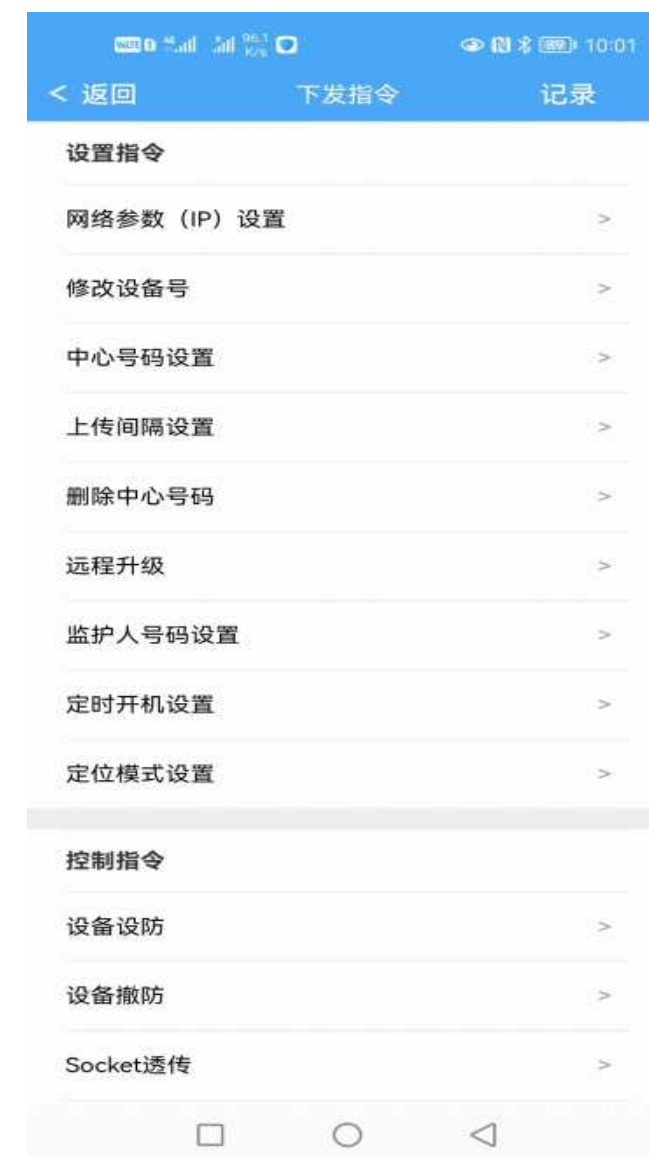 96.1
K/s
89
10:01
< 返回
下发指令
记录
设置指令
网络参数（IP）设置 >
修改设备号 >
中心号码设置 >
上传间隔设置 >
删除中心号码 >
远程升级 >
监护人号码设置 >
定时开机设置 >
定位模式设置 >
控制指令
设备设防 >
设备撤防 >
Socket透传 >